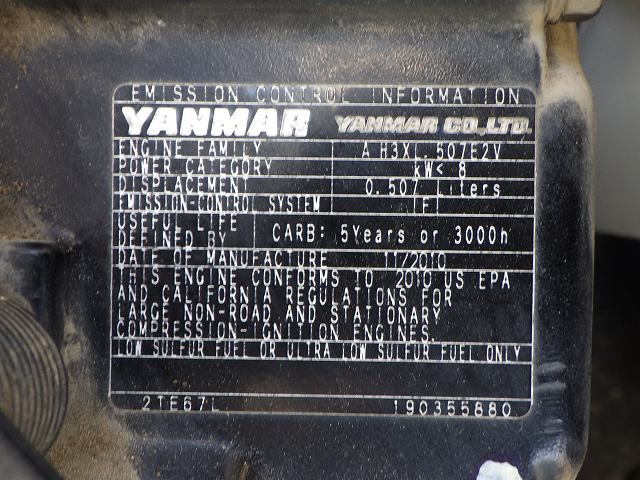 EMISSION CONTROL INFORMATION
YANMAR YANMAR CO.,LTD.
ENGINE FAMILY AH3XL.507E2V
POWER CATEGORY kW< 8
DISPLACEMENT 0.507 Liters
EMISSION-CONTROL SYSTEM
USEFUL LIFE
DEFINED BY CARB: 5Years or 3000h
DATE OF MANUFACTURE 11/2010
THIS ENGINE CONFORMS TO 2010 US EPA
AND CALIFORNIA REGULATIONS FOR
LARGE NON-ROAD AND STATIONARY
COMPRESSION-IGNITION ENGINES.
LOW SULFUR FUEL OR ULTRA LOW SULFUR FUEL ONLY
2TE67L 190355880